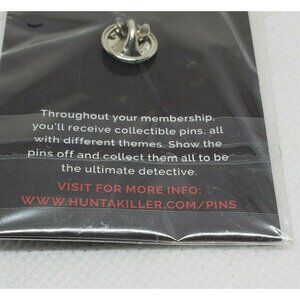 Throughout your membership,
you'll receive collectible pins, all
with different themes. Show the
pins off and collect them all to be
the ultimate detective.
VISIT FOR MORE INFO:
WWW.HUNTAKILLER.COM/PINS